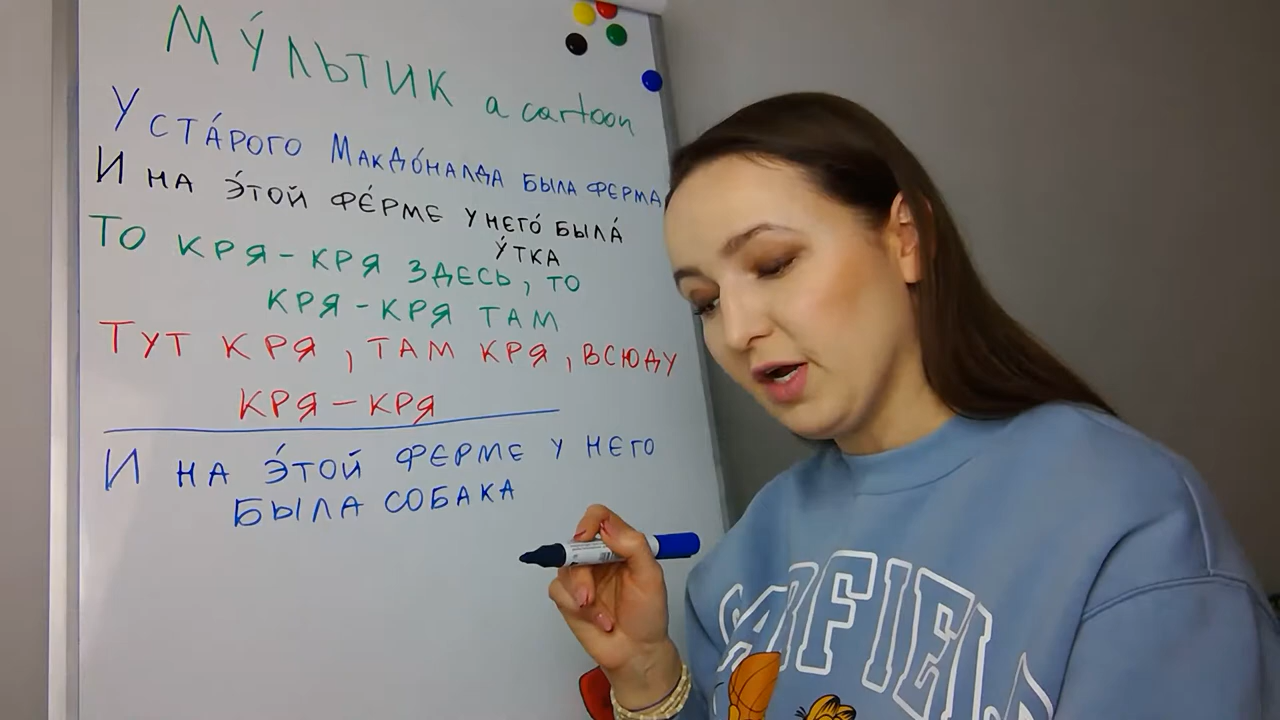 МУ́ЛЬТИК a cartoon
У СТА́РОГО МАКДО́НАЛДА БЫЛА ФЕРМА
И НА Э́ТОЙ ФЕ́РМЕ У НЕГО́ БЫЛА́
У́ТКА
ТО КРЯ-КРЯ ЗДЕСЬ, ТО
КРЯ-КРЯ ТАМ
ТУТ КРЯ, ТАМ КРЯ, ВСЮДУ
КРЯ-КРЯ
И НА Э́ТОЙ ФЕРМЕ У НЕГО
БЫЛА СОБАКА
GARFIELD